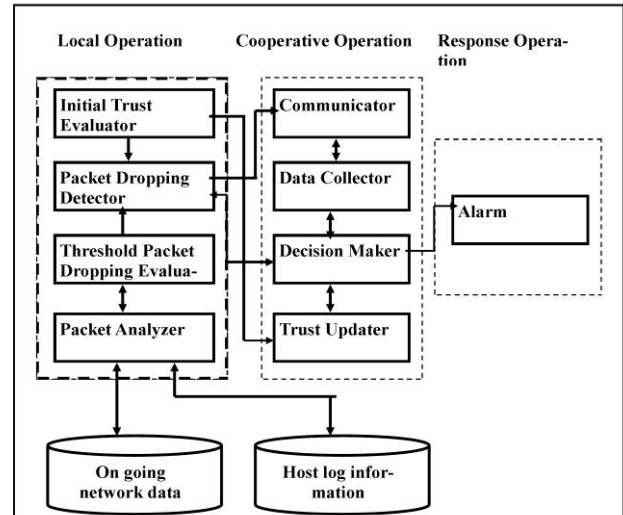 Local Operation
Cooperative Operation
Response Opera-
tion
Initial Trust
Evaluator
Packet Dropping
Detector
Threshold Packet
Dropping Evalua-
Packet Analyzer
Communicator
Data Collector
Decision Maker
Trust Updater
Alarm
On going
network data
Host log infor-
mation